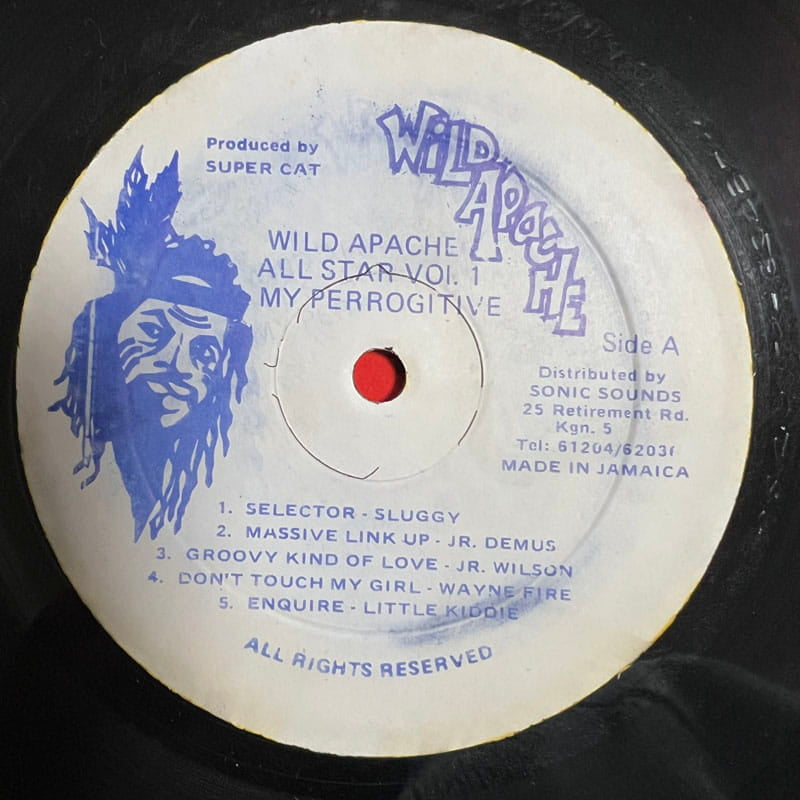 Produced by
SUPER CAT
WILD APACHE
WILD APACHE
ALL STAR VOl. 1
MY PERROGITIVE
Side A
Distributed by
SONIC SOUNDS
25 Retirement Rd.
Kgn. 5
Tel: 61204/6203
MADE IN JAMAICA
1. SELECTOR - SLUGGY
2. MASSIVE LINK UP - JR. DEMUS
3. GROOVY KIND OF LOVE - JR. WILSON
4. DON'T TOUCH MY GIRL - WAYNE FIRE
5. ENQUIRE - LITTLE KIDDIE
ALL RIGHTS RESERVED